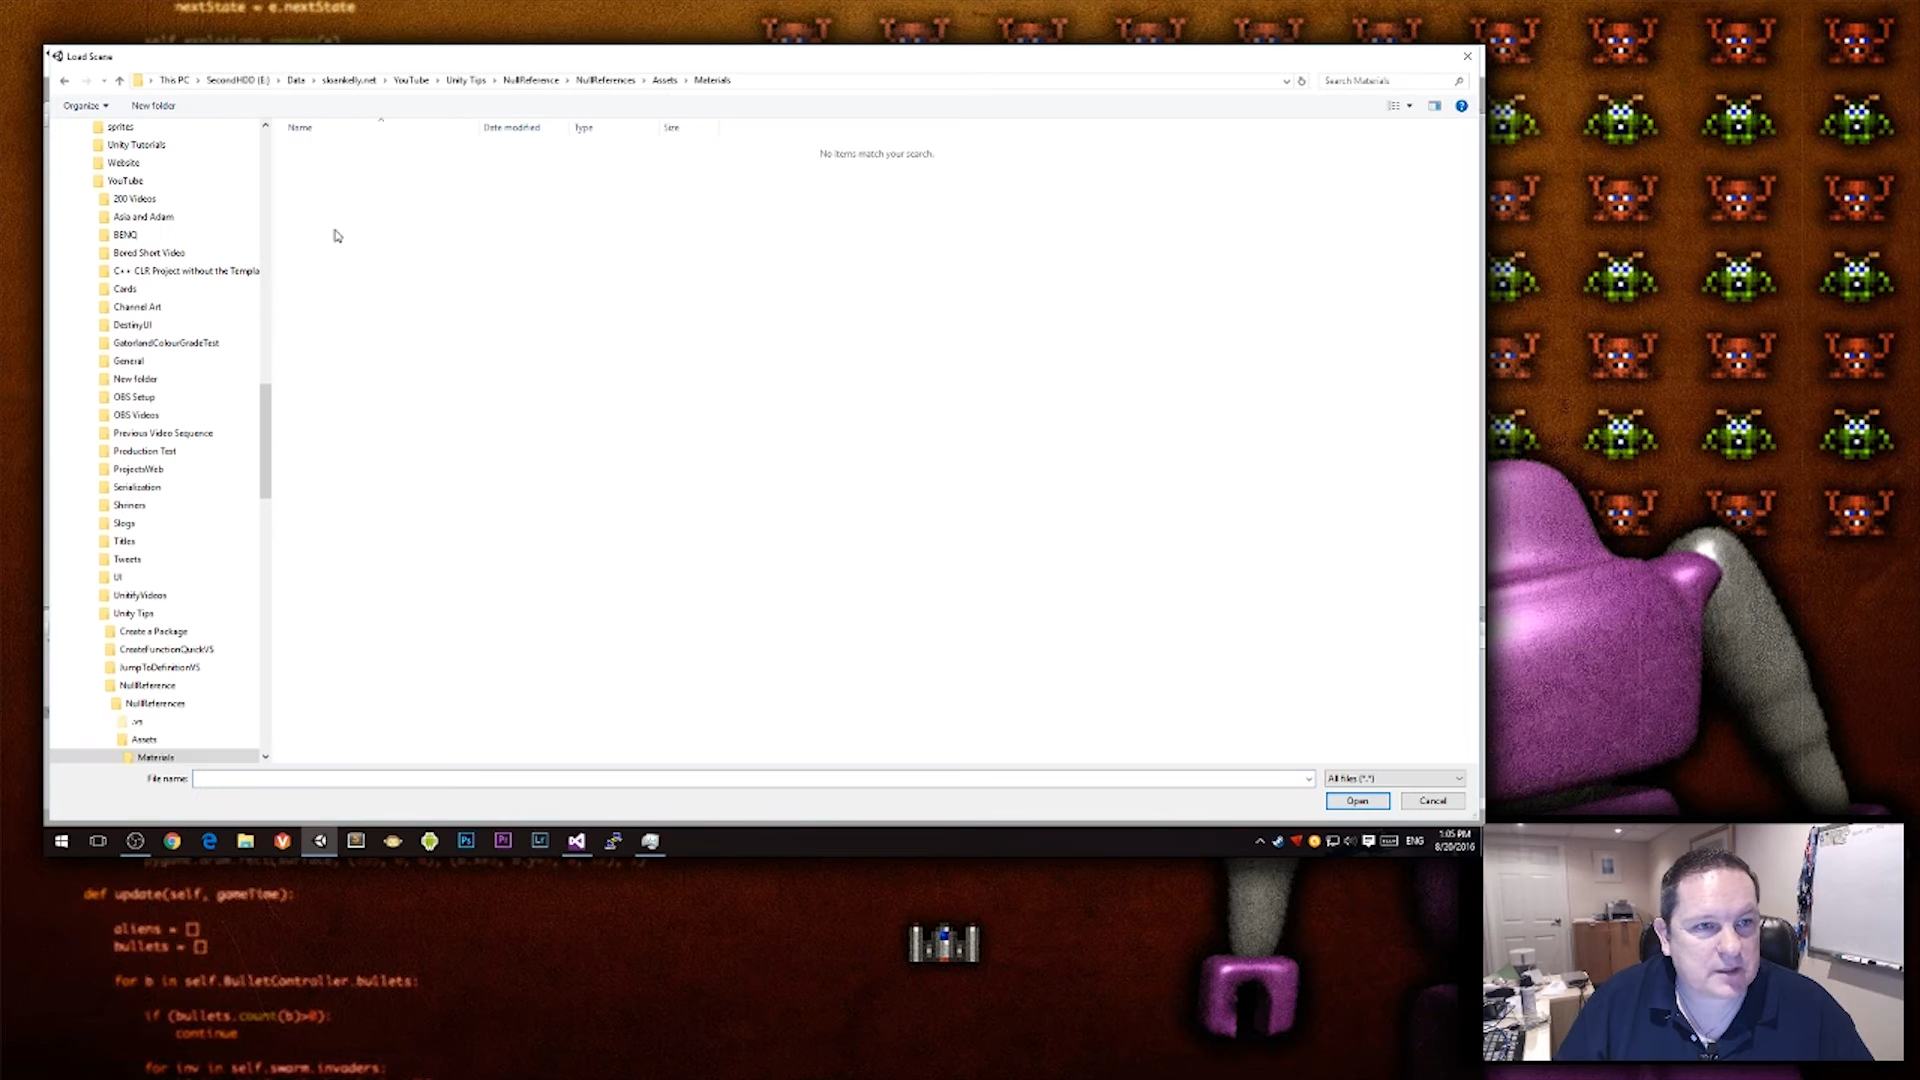 nextState = e.nextState
Load Scene
This PC > SecondHDD (E:) > Data > sloankelly.net > YouTube > Unity Tips > NullReference > NullReferences > Assets > Materials
Search Materials
Organize
New folder
Name
Date modified
Type
Size
No items match your search.
sprites
Unity Tutorials
Website
YouTube
200 Videos
Asia and Adam
BENQ
Bored Short Video
C++ CLR Project without the Templa
Cards
Channel Art
DestinyUI
GatorlandColourGradeTest
General
New folder
OBS Setup
OBS Videos
Previous Video Sequence
Production Test
ProjectsWeb
Serialization
Shriners
Slogs
Titles
Tweets
UI
UnitifyVideos
Unity Tips
Create a Package
CreateFunctionQuickVS
JumpToDefinitionVS
NullReference
NullReferences
.vs
Assets
Materials
File name:
All files (*.*)
Open
Cancel
Ps
Pr
Lr
ENG
1:05 PM
8/20/2016
def update(self, gameTime):
aliens = []
bullets = []
for b in self.BulletController.bullets:
if (bullets.count(b)>0):
continue
for inv in self.swarm.invaders: